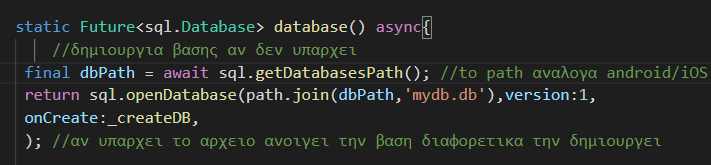 static Future<sql.Database> database() async{
//δημιουργια βασης αν δεν υπαρχει
final dbPath = await sql.getDatabasesPath(); //το path αναλογα android/iOS
return sql.openDatabase(path.join(dbPath,'mydb.db'),version:1,
onCreate:_createDB,
); //αν υπαρχει το αρχειο ανοιγει την βαση διαφορετικα την δημιουργει